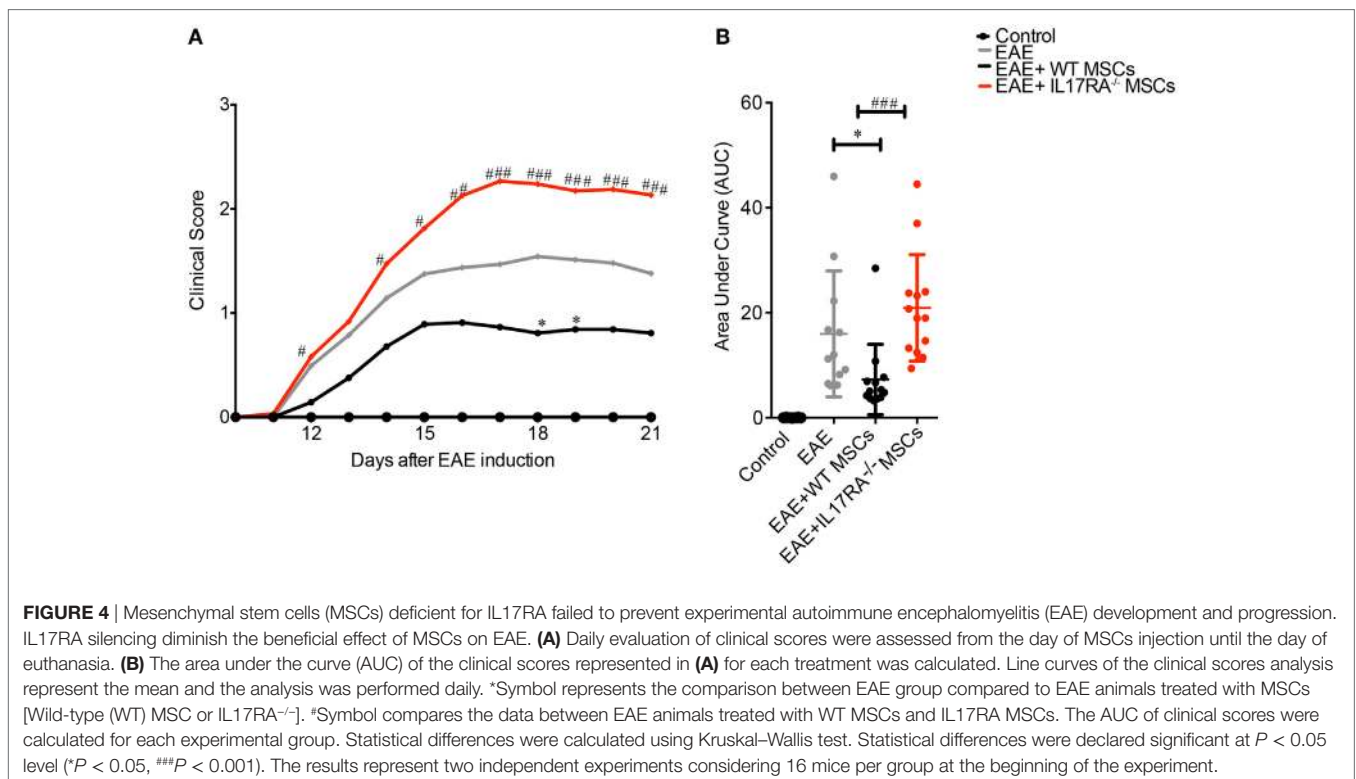 A
B
Control
EAE
EAE+ WT MSCs
EAE+ IL17RA-/- MSCs
3
2
1
0
12
15
18
21
Clinical Score
Days after EAE induction
#
#
#
##
###
###
###
###
###
*
*
60
40
20
0
Area Under Curve (AUC)
###
*
Control
EAE
EAE+WT MSCs
EAE+IL17RA-/-MSCs
FIGURE 4 | Mesenchymal stem cells (MSCs) deficient for IL17RA failed to prevent experimental autoimmune encephalomyelitis (EAE) development and progression.
IL17RA silencing diminish the beneficial effect of MSCs on EAE. (A) Daily evaluation of clinical scores were assessed from the day of MSCs injection until the day of
euthanasia. (B) The area under the curve (AUC) of the clinical scores represented in (A) for each treatment was calculated. Line curves of the clinical scores analysis
represent the mean and the analysis was performed daily. *Symbol represents the comparison between EAE group compared to EAE animals treated with MSCs
[Wild-type (WT) MSC or IL17RA−/−]. #Symbol compares the data between EAE animals treated with WT MSCs and IL17RA MSCs. The AUC of clinical scores were
calculated for each experimental group. Statistical differences were calculated using Kruskal–Wallis test. Statistical differences were declared significant at P < 0.05
level (*P < 0.05, ###P < 0.001). The results represent two independent experiments considering 16 mice per group at the beginning of the experiment.